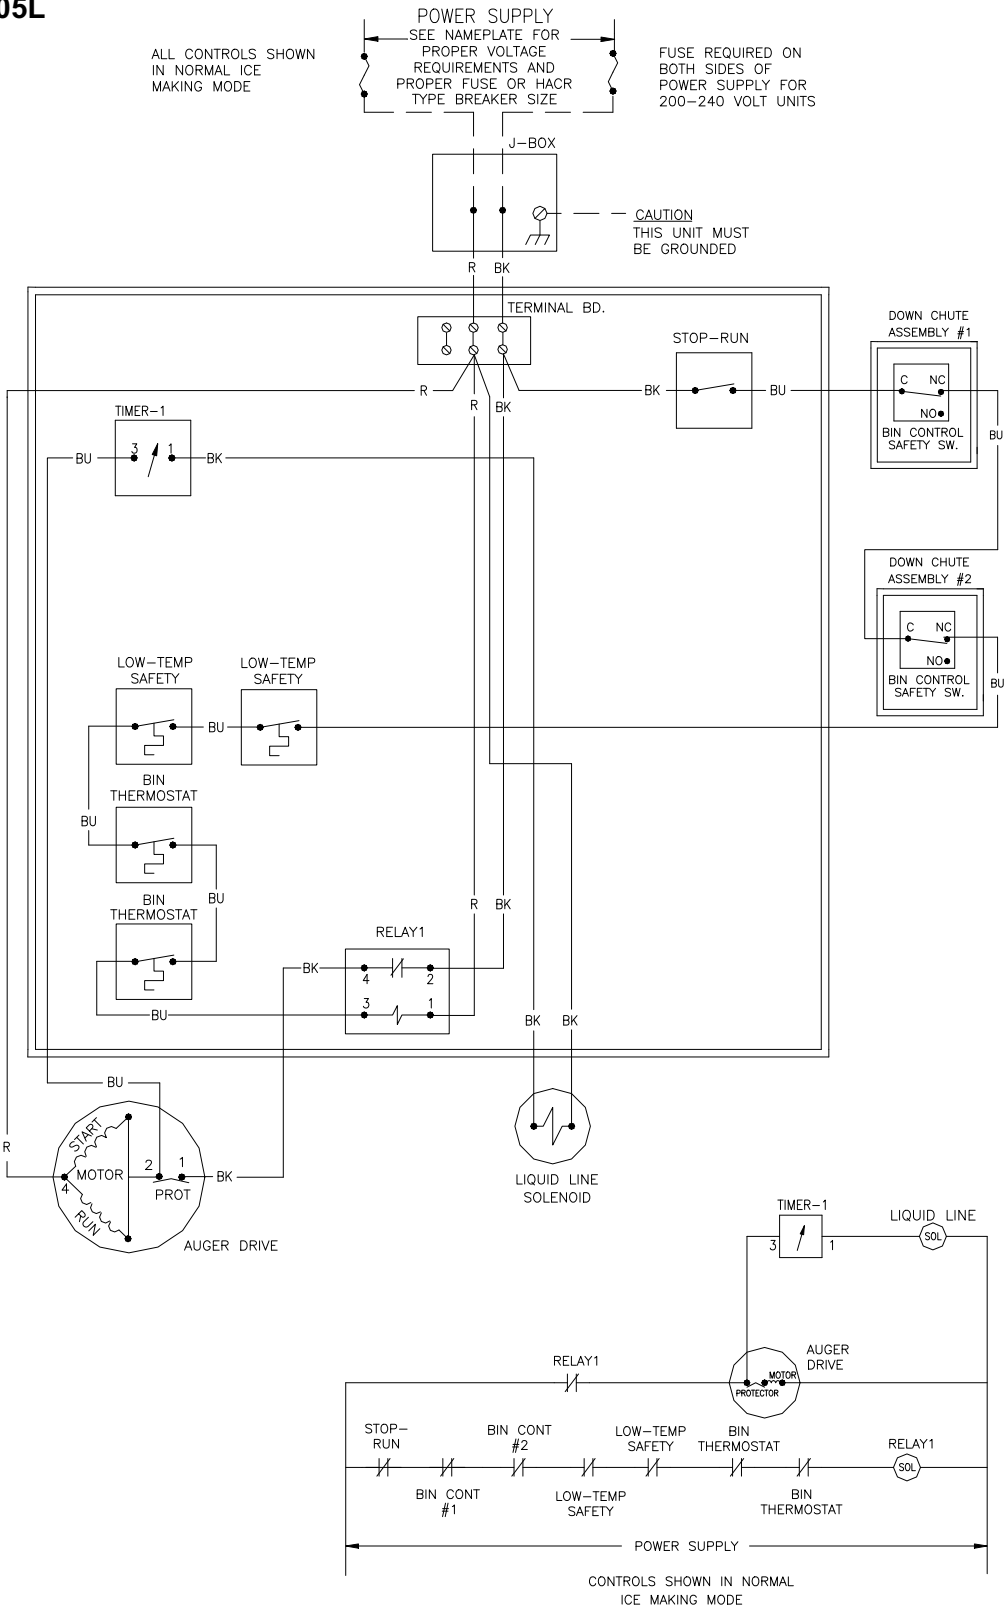 05L
POWER SUPPLY
SEE NAMEPLATE FOR
PROPER VOLTAGE
REQUIREMENTS AND
PROPER FUSE OR HACR
TYPE BREAKER SIZE
ALL CONTROLS SHOWN
IN NORMAL ICE
MAKING MODE
FUSE REQUIRED ON
BOTH SIDES OF
POWER SUPPLY FOR
200-240 VOLT UNITS
J-BOX
CAUTION
THIS UNIT MUST
BE GROUNDED
R BK
TERMINAL BD.
DOWN CHUTE
ASSEMBLY #1
STOP-RUN
C NC
NO
BIN CONTROL
SAFETY SW.
R
R
BK
BK
BU
BU
TIMER-1
3 1
BU
BK
DOWN CHUTE
ASSEMBLY #2
C NC
NO
BIN CONTROL
SAFETY SW.
BU
LOW-TEMP
SAFETY
LOW-TEMP
SAFETY
BU
BIN
THERMOSTAT
BU
BIN
THERMOSTAT
BU
R BK
RELAY1
BK
4 2
3 1
BU
BK BK
BU
R
START
MOTOR
2 1
4
PROT
RUN
BK
AUGER DRIVE
LIQUID LINE
SOLENOID
TIMER-1
3 1
LIQUID LINE
SOL
RELAY1
AUGER
DRIVE
MOTOR
PROTECTOR
STOP-
RUN
BIN CONT
#2
LOW-TEMP
SAFETY
BIN
THERMOSTAT
RELAY1
SOL
BIN CONT
#1
LOW-TEMP
SAFETY
BIN
THERMOSTAT
POWER SUPPLY
CONTROLS SHOWN IN NORMAL
ICE MAKING MODE